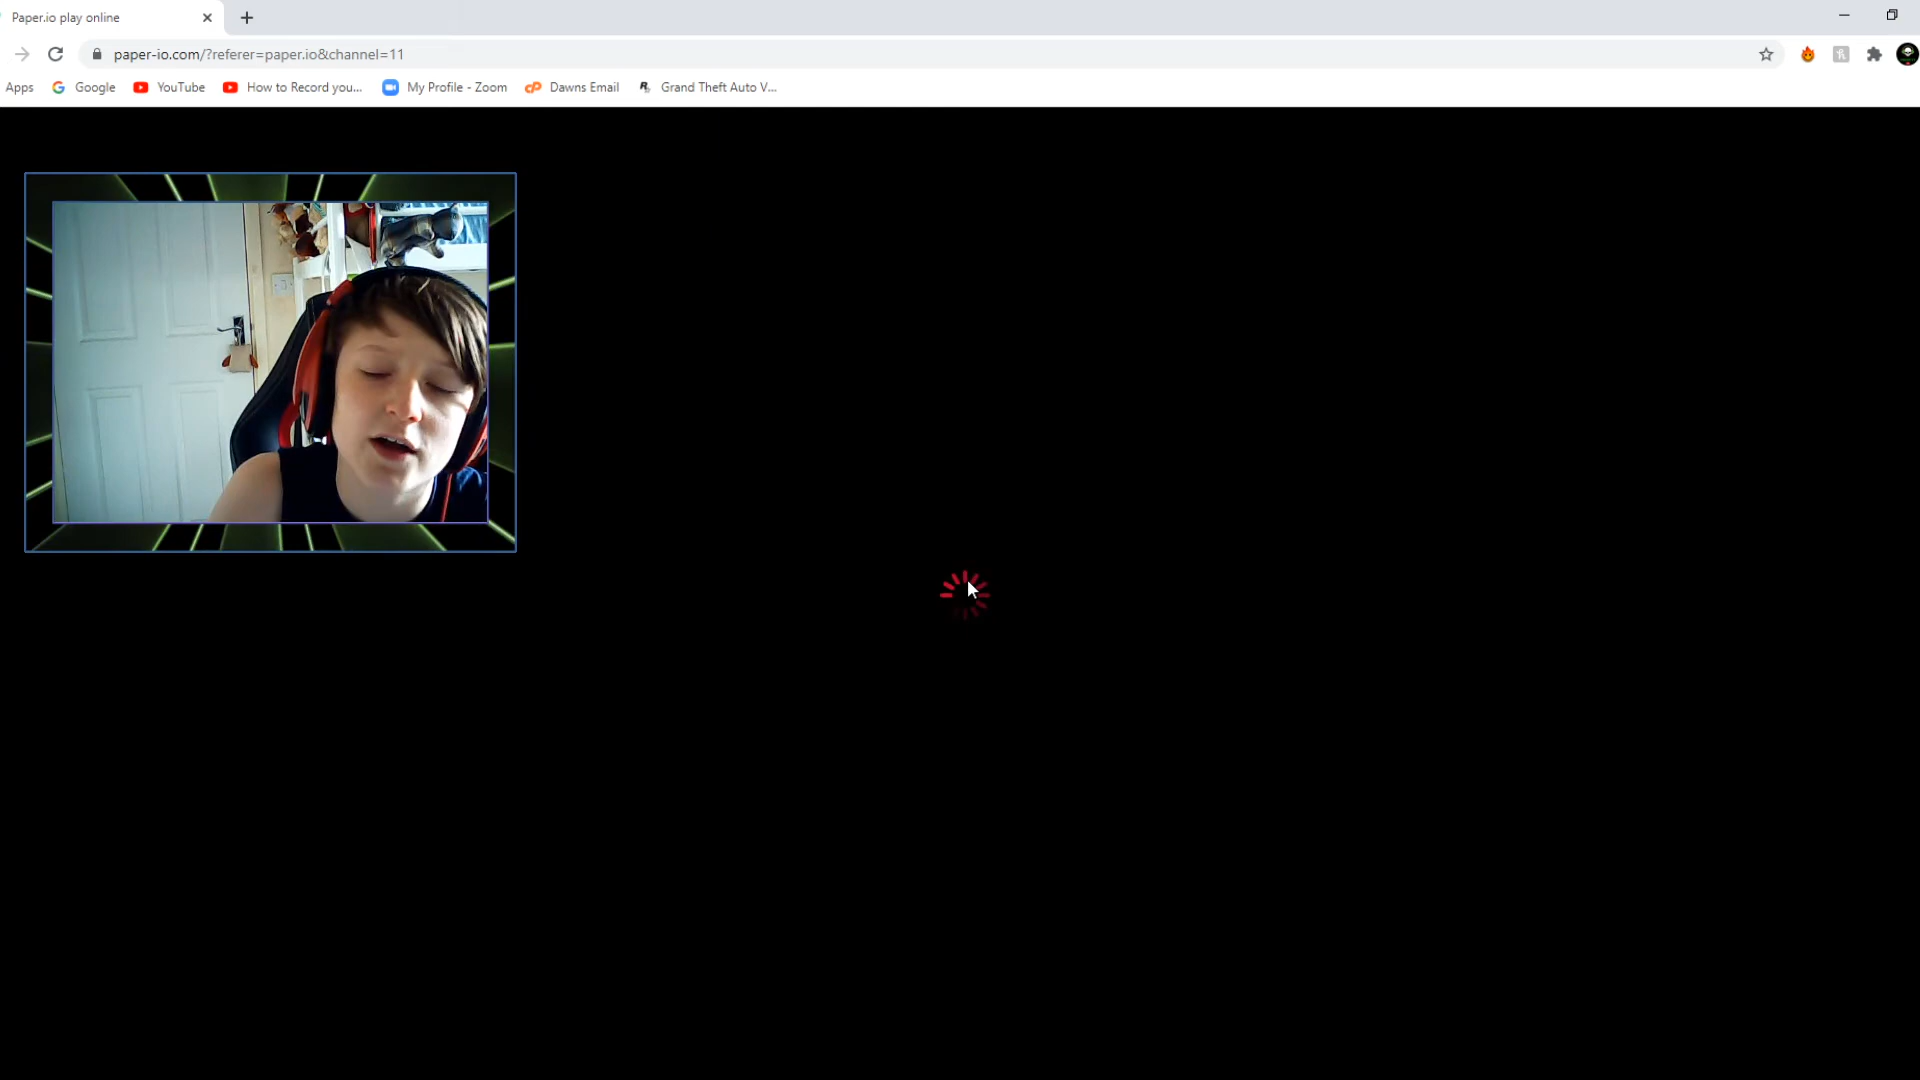 Paper.io play online
paper-io.com/?referer=paper.io&channel=11
Apps Google YouTube How to Record you... My Profile - Zoom Dawns Email Grand Theft Auto V...